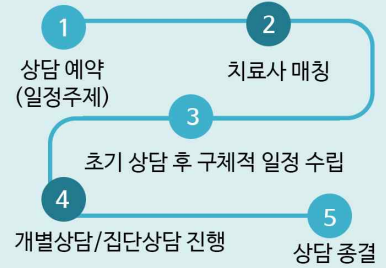 1
상담 예약
(일정주제)
2
치료사 매칭
3
초기 상담 후 구체적 일정 수립
4
개별상담/집단상담 진행
5
상담 종결